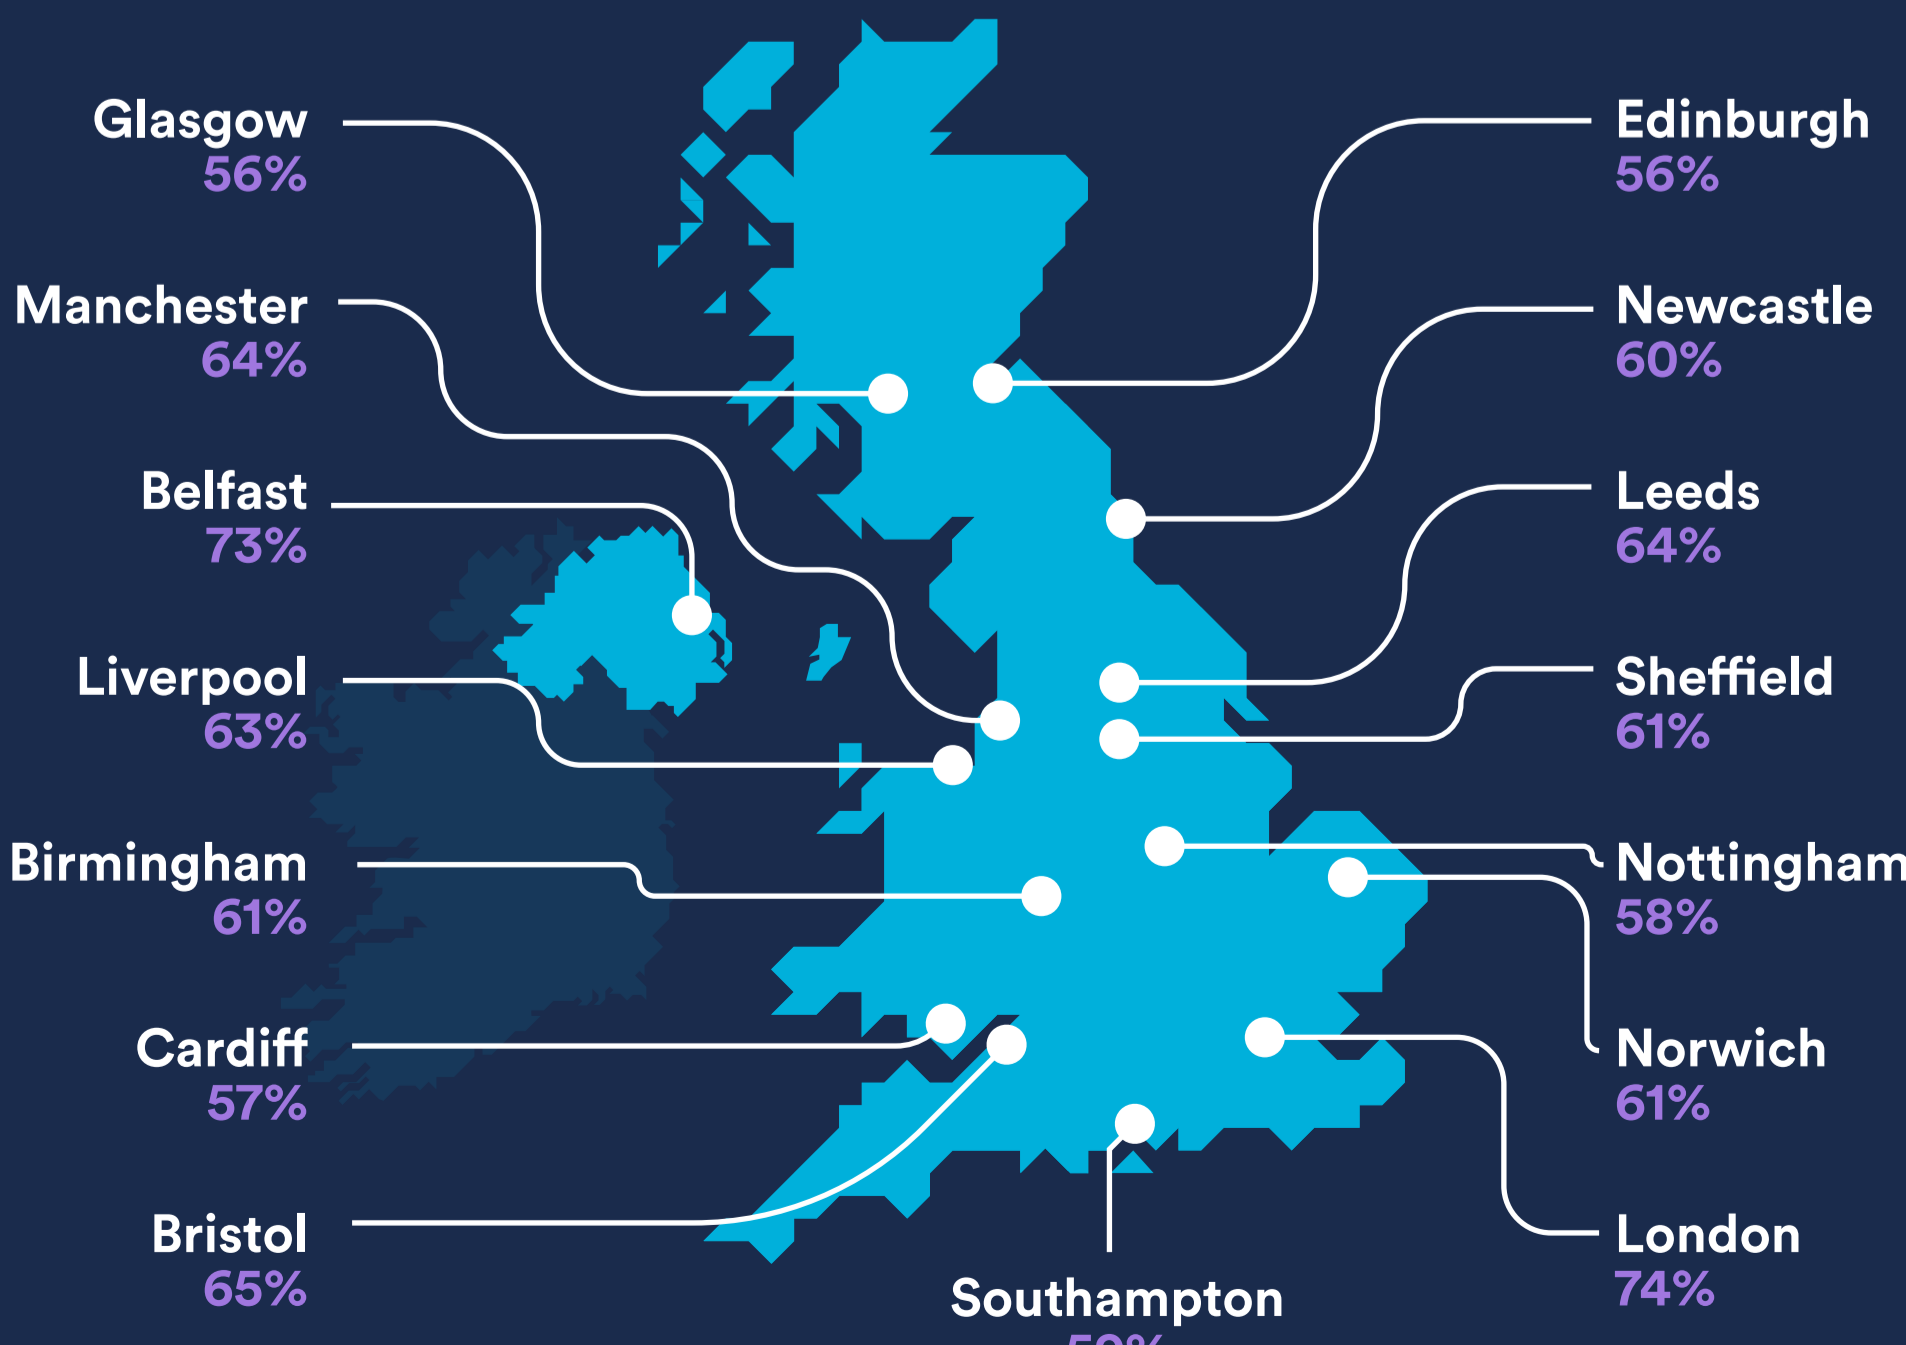 Glasgow
56%
Manchester
64%
Belfast
73%
Liverpool
63%
Birmingham
61%
Cardiff
57%
Bristol
65%
Edinburgh
56%
Newcastle
60%
Leeds
64%
Sheffield
61%
Nottingham
58%
Norwich
61%
London
74%
Southampton